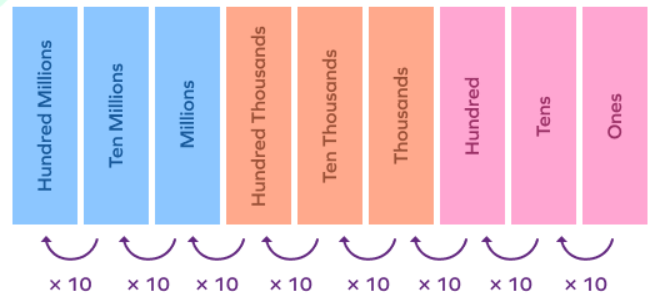 Hundred Millions
Ten Millions
Millions
Hundred Thousands
Ten Thousands
Thousands
Hundred
Tens
Ones
× 10
× 10
× 10
× 10
× 10
× 10
× 10
× 10